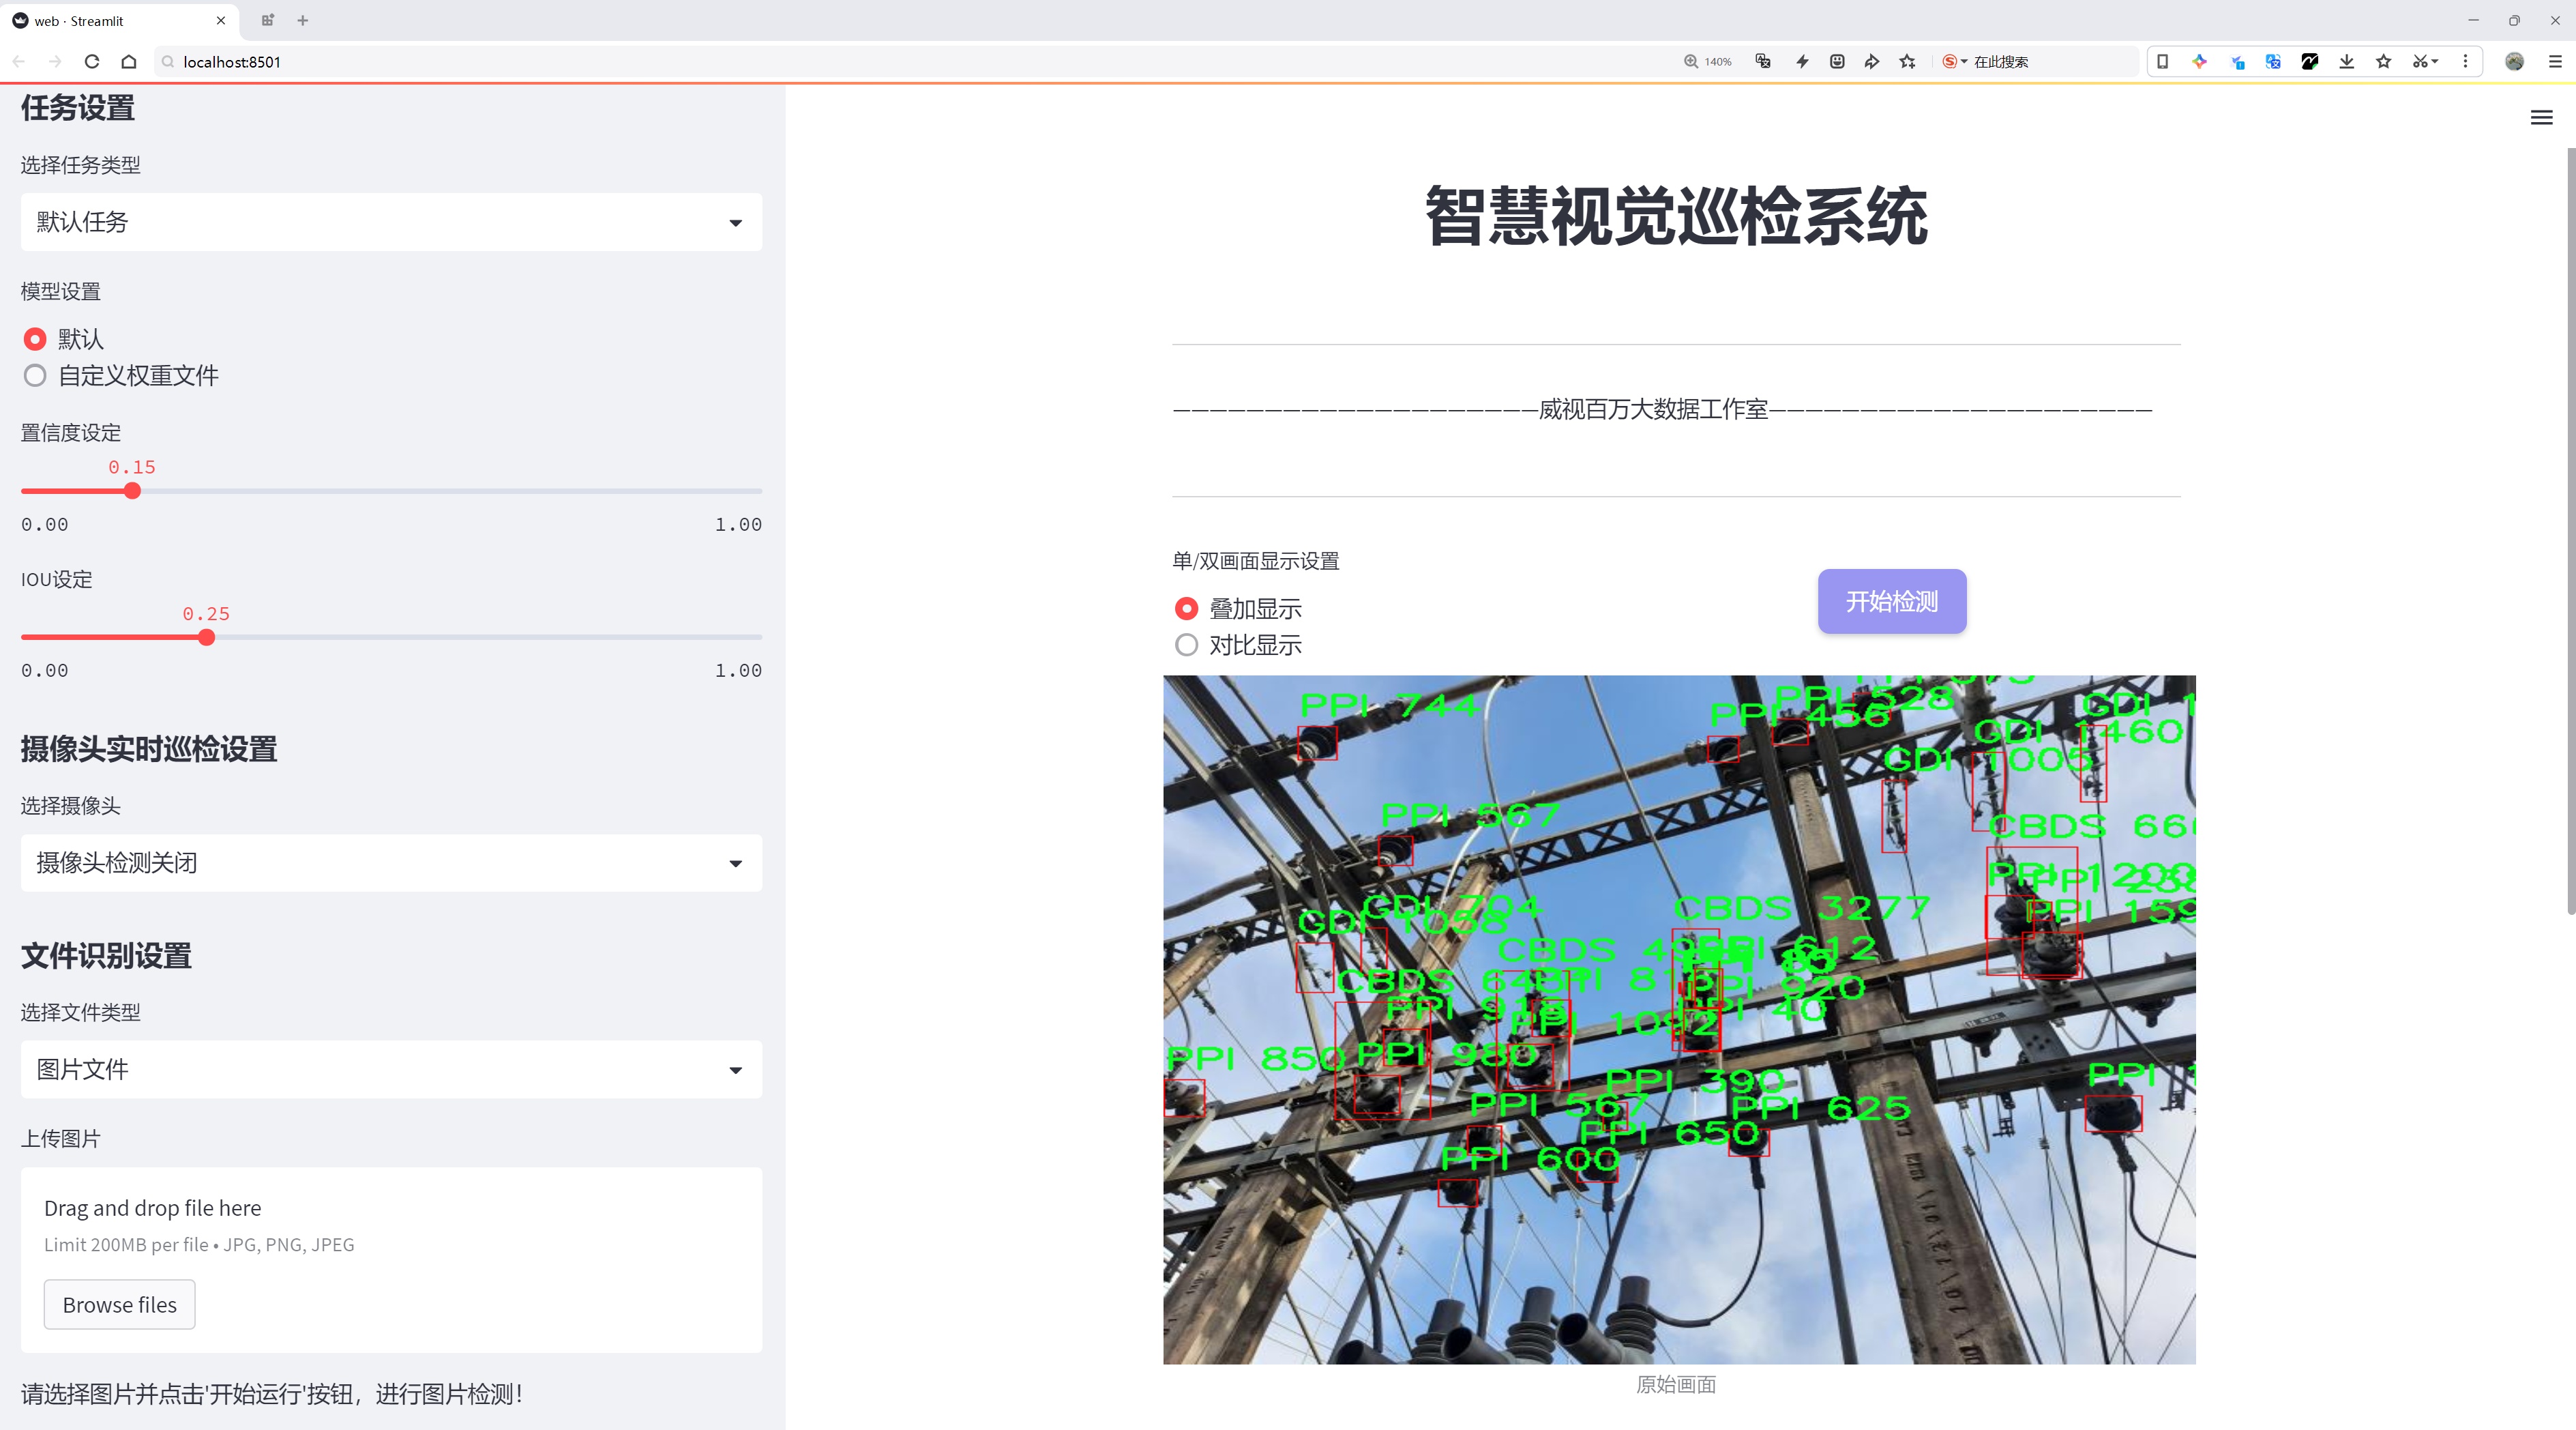 web · Streamlit
localhost:8501
140%
在此搜索
任务设置
选择任务类型
默认任务
模型设置
默认
自定义权重文件
置信度设定
0.15
0.00
1.00
IOU设定
0.25
0.00
1.00
摄像头实时巡检设置
选择摄像头
摄像头检测关闭
文件识别设置
选择文件类型
图片文件
上传图片
Drag and drop file here
Limit 200MB per file • JPG, PNG, JPEG
Browse files
请选择图片并点击'开始运行'按钮，进行图片检测！
智慧视觉巡检系统
————————————————————威视百万大数据工作室—————————————————————
单/双画面显示设置
叠加显示
对比显示
开始检测
PPI 744
PPI 456
PPI 528
GDI
GDI 1460
GDI 1005
PPI 567
CBDS
PPI 1200
PPI
PPI
GDI 704
GDI 1058
CBDS 3277
CBDS
PPI 612
CBDS
PPI
PPI 920
PPI
PPI 40
PPI 1092
PPI 850
PPI 980
PPI 390
PPI
PPI 567
PPI 625
PPI 650
PPI 600
原始画面